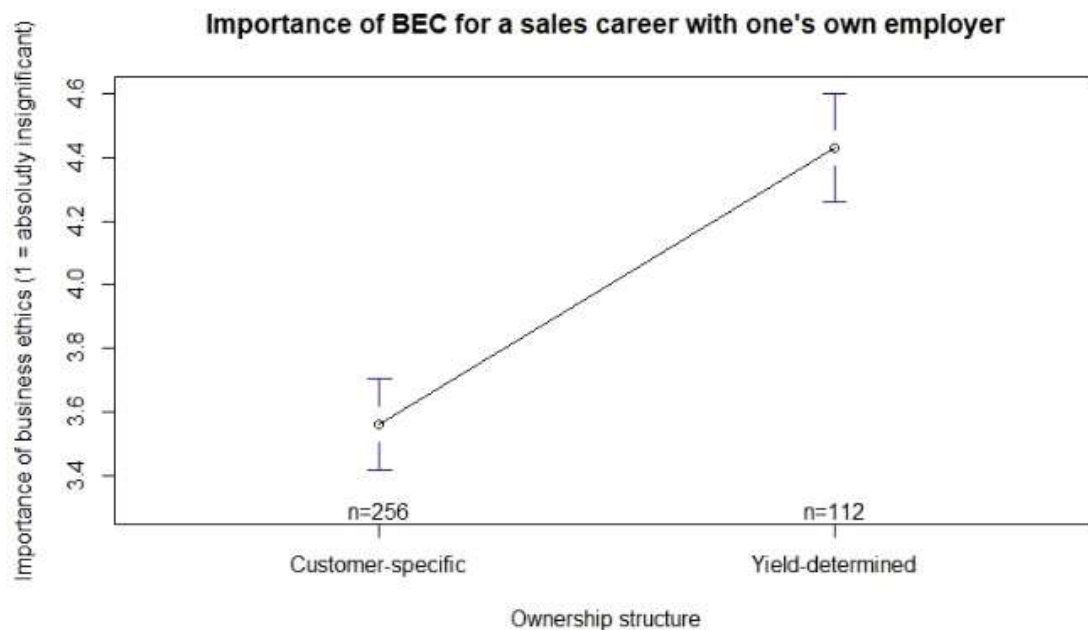 Importance of BEC for a sales career with one's own employer
Importance of business ethics (1 = absolutly insignificant)
4.6
4.4
4.2
4.0
3.8
3.6
3.4
n=256
n=112
Customer-specific
Yield-determined
Ownership structure